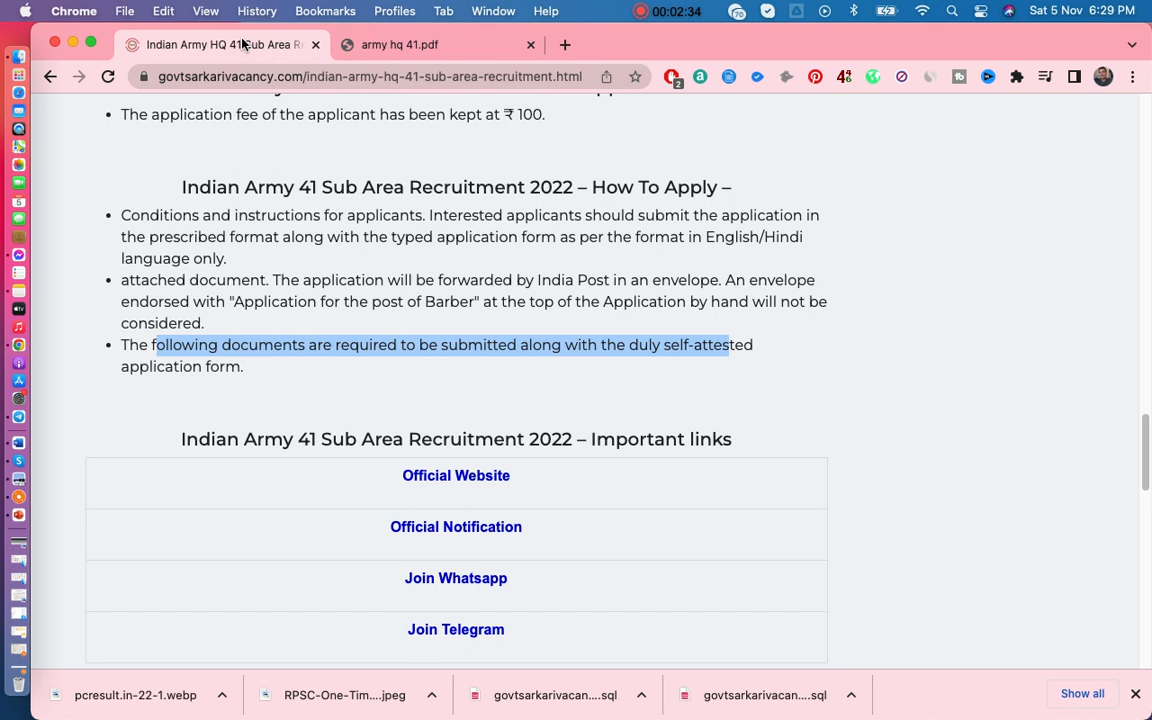 Chrome File Edit View History Bookmarks Profiles Tab Window Help 00:02:34 Sat 5 Nov 6:29 PM
Indian Army HQ 41 Sub Area R army hq 41.pdf
govtsarkarivacancy.com/indian-army-hq-41-sub-area-recruitment.html
• The application fee of the applicant has been kept at ₹ 100.
Indian Army 41 Sub Area Recruitment 2022 – How To Apply –
• Conditions and instructions for applicants. Interested applicants should submit the application in
the prescribed format along with the typed application form as per the format in English/Hindi
language only.
• attached document. The application will be forwarded by India Post in an envelope. An envelope
endorsed with "Application for the post of Barber" at the top of the Application by hand will not be
considered.
• The following documents are required to be submitted along with the duly self-attested
application form.
Indian Army 41 Sub Area Recruitment 2022 – Important links
Official Website
Official Notification
Join Whatsapp
Join Telegram
pcresult.in-22-1.webp RPSC-One-Tim....jpeg govtsarkarivacan....sql govtsarkarivacan....sql Show all